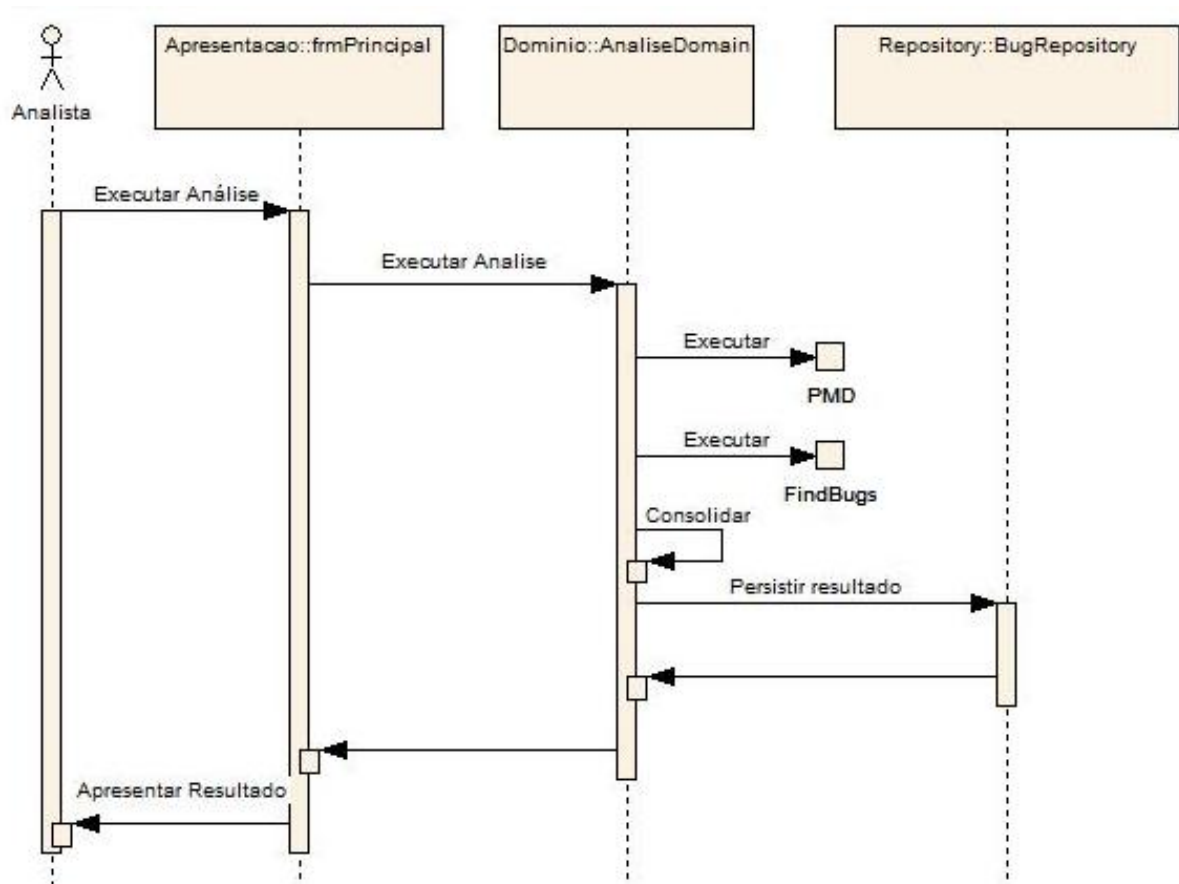 Analista
Apresentacao::frmPrincipal
Dominio::AnaliseDomain
Repository::BugRepository
Executar Análise
Executar Analise
Executar
PMD
Executar
FindBugs
Consolidar
Persistir resultado
Apresentar Resultado